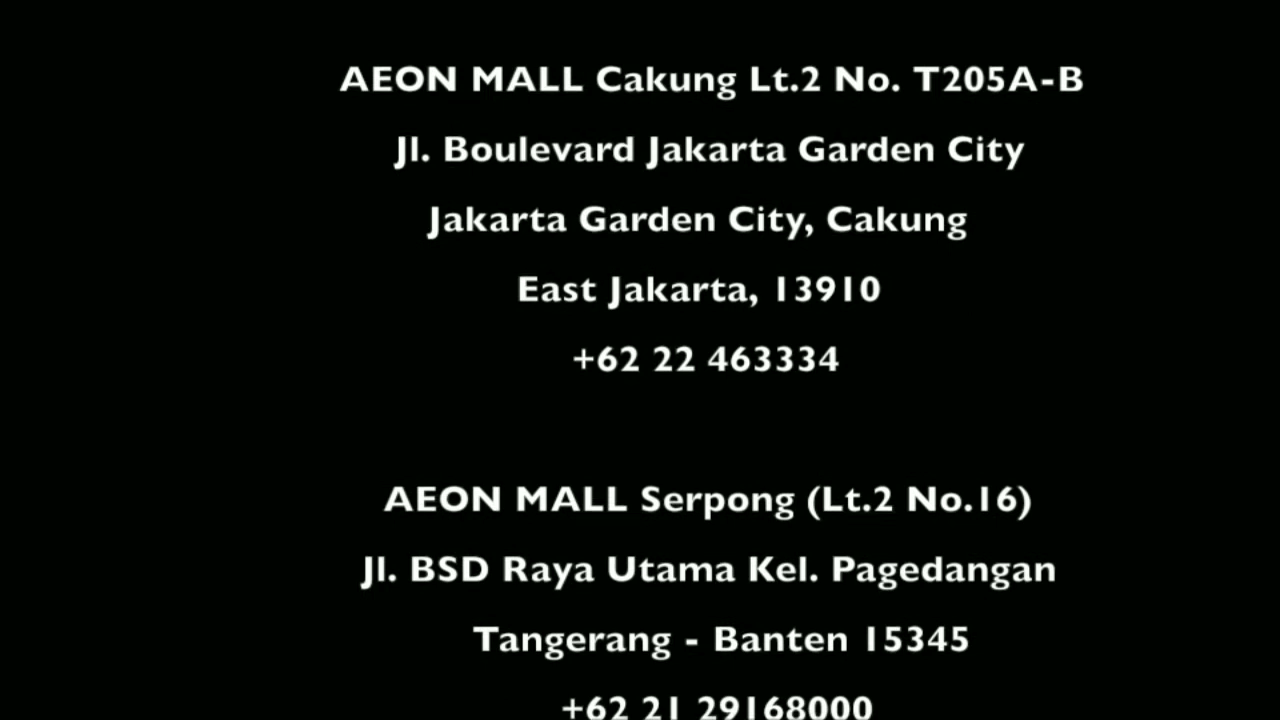 AEON MALL Cakung Lt.2 No. T205A-B
Jl. Boulevard Jakarta Garden City
Jakarta Garden City, Cakung
East Jakarta, 13910
+62 22 463334
AEON MALL Serpong (Lt.2 No.16)
Jl. BSD Raya Utama Kel. Pagedangan
Tangerang - Banten 15345
+62 21 29168000